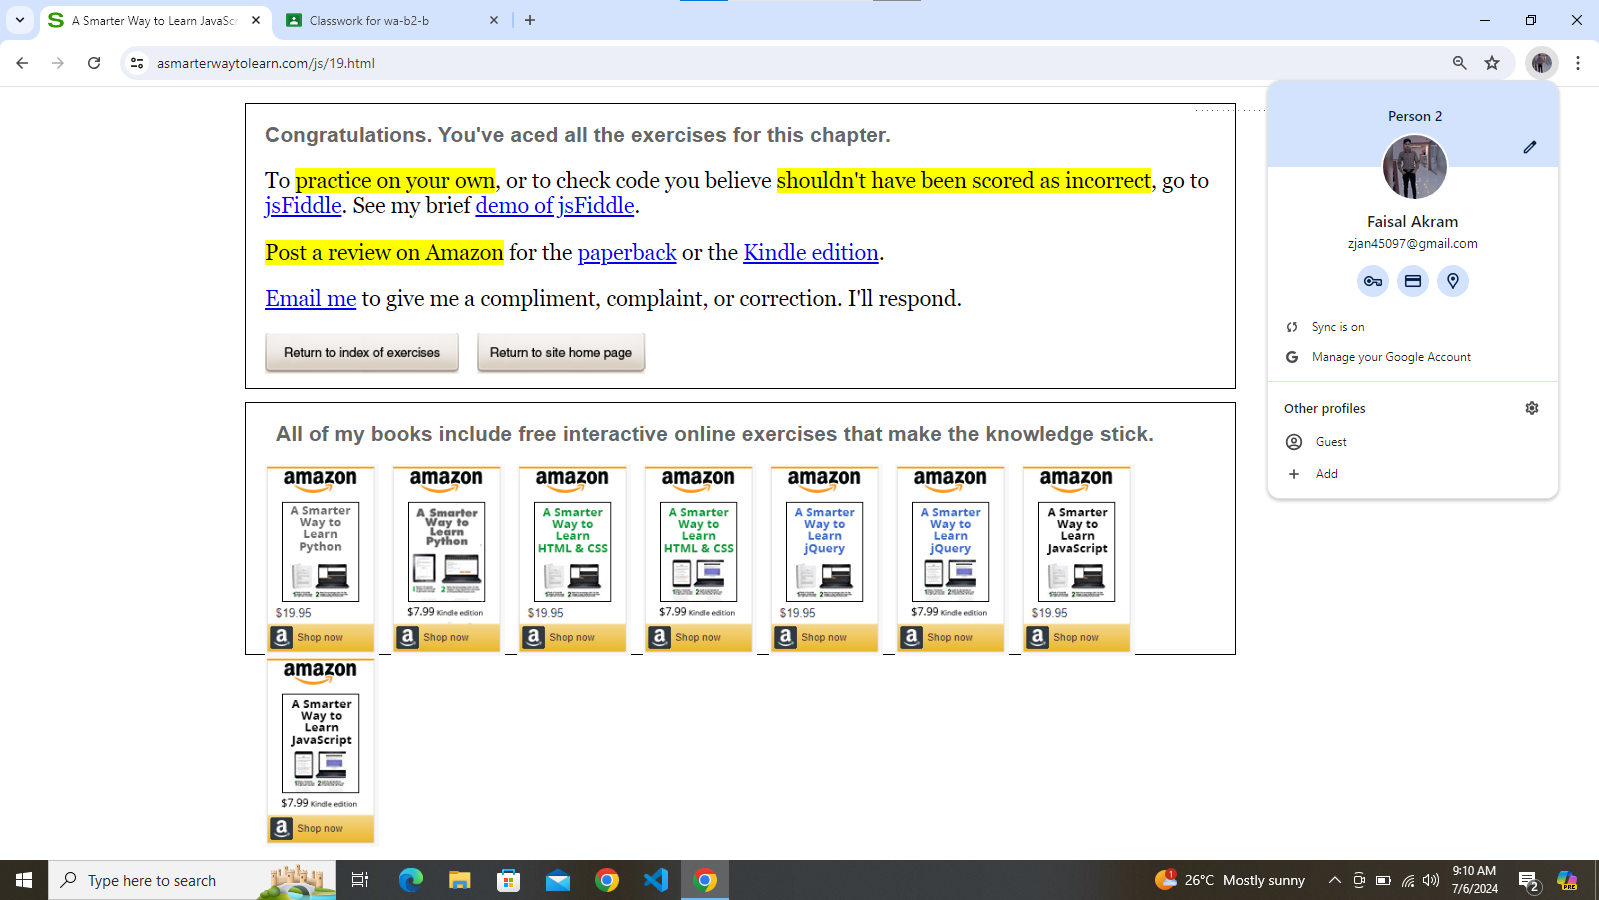 A Smarter Way to Learn JavaSc
Classwork for wa-b2-b
asmarterwaytolearn.com/js/19.html
Congratulations. You've aced all the exercises for this chapter.
To practice on your own, or to check code you believe shouldn't have been scored as incorrect, go to
jsFiddle. See my brief demo of jsFiddle.
Post a review on Amazon for the paperback or the Kindle edition.
Email me to give me a compliment, complaint, or correction. I'll respond.
Return to index of exercises
Return to site home page
Person 2
Faisal Akram
zjan45097@gmail.com
Sync is on
Manage your Google Account
Other profiles
Guest
Add
All of my books include free interactive online exercises that make the knowledge stick.
amazon
A Smarter
Way to
Learn
Python
$19.95
Shop now
amazon
A Smarter
Way to
Learn
Python
$7.99 Kindle edition
Shop now
amazon
A Smarter
Way to
Learn
HTML & CSS
$19.95
Shop now
amazon
A Smarter
Way to
Learn
HTML & CSS
$7.99 Kindle edition
Shop now
amazon
A Smarter
Way to
Learn
jQuery
$19.95
Shop now
amazon
A Smarter
Way to
Learn
jQuery
$7.99 Kindle edition
Shop now
amazon
A Smarter
Way to
Learn
JavaScript
$19.95
Shop now
amazon
A Smarter
Way to
Learn
JavaScript
$7.99 Kindle edition
Shop now
Type here to search
1
26°C Mostly sunny
9:10 AM
7/6/2024
2
PRE